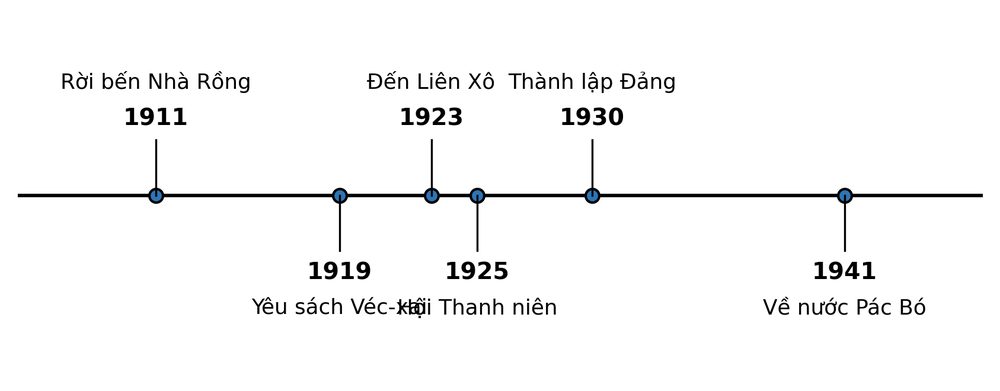 Rời bến Nhà Rồng
1911
Đến Liên Xô
1923
Thành lập Đảng
1930
1919
Yêu sách Véc-xai
1925
Hội Thanh niên
1941
Về nước Pác Bó